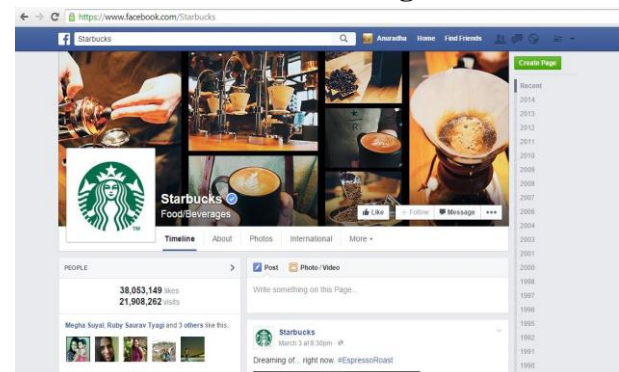 https://www.facebook.com/Starbucks
Starbucks
Anuradha Home Find Friends
Create Page
Recent
2014
2013
2012
2011
2010
2009
2008
2007
2006
2004
2003
2001
2000
1998
1997
1996
1995
1992
1991
1990
Starbucks
Food/Beverages
Like Follow Message
TM
Timeline About Photos International More
PEOPLE
38,053,149 likes
21,908,262 visits
Megha Suyal, Ruby Saurav Tyagi and 3 others like this.
Post Photo / Video
Write something on this Page...
Starbucks
March 3 at 8:30pm
Dreaming of... right now. #EspressoRoast